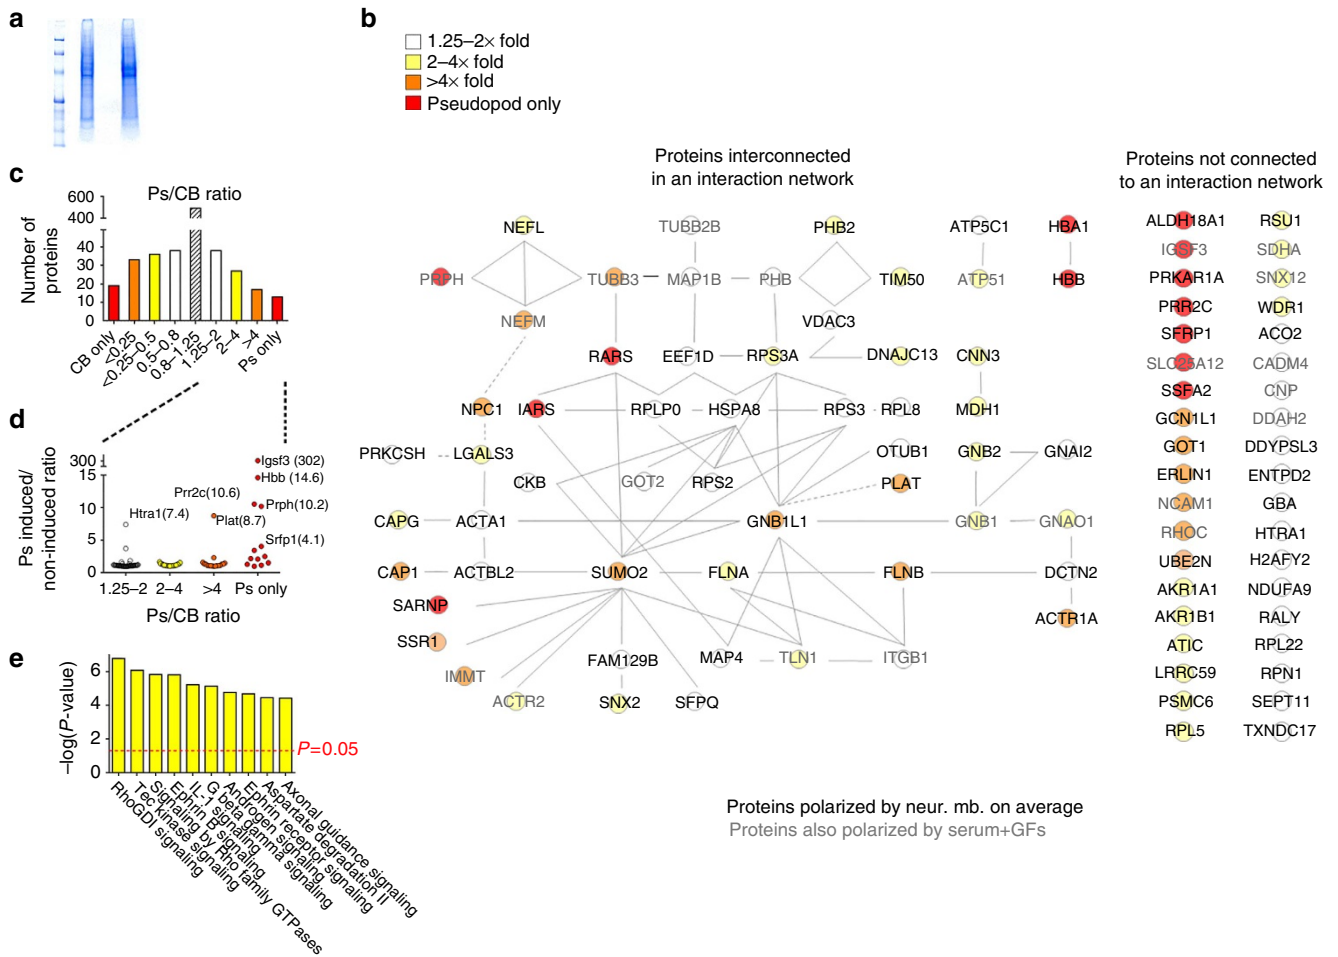 a
b
1.25–2× fold
2–4× fold
>4× fold
Pseudopod only
Proteins interconnected
in an interaction network
Proteins not connected
to an interaction network
NEFL
TUBB2B
PHB2
ATP5C1
HBA1
PRPH
TUBB3
MAP1B
PHB
TIM50
ATP51
HBB
NEFM
VDAC3
RARS
EEF1D
RPS3A
DNAJC13
CNN3
NPC1
IARS
RPLP0
HSPA8
RPS3
RPL8
MDH1
PRKCSH
LGALS3
OTUB1
GNB2
GNAI2
CKB
GOT2
RPS2
PLAT
CAPG
ACTA1
GNB1L1
GNB1
GNAO1
CAP1
ACTBL2
SUMO2
FLNA
FLNB
DCTN2
SARNP
ACTR1A
SSR1
IMMT
FAM129B
MAP4
TLN1
ITGB1
ACTR2
SNX2
SFPQ
ALDH18A1
IGSF3
PRKAR1A
PRR2C
SFRP1
SLC25A12
SSFA2
GCN1L1
GOT1
ERLIN1
NCAM1
RHOC
UBE2N
AKR1A1
AKR1B1
ATIC
LRRC59
PSMC6
RPL5
RSU1
SDHA
SNX12
WDR1
ACO2
CADM4
CNP
DDAH2
DDYPSL3
ENTPD2
GBA
HTRA1
H2AFY2
NDUFA9
RALY
RPL22
RPN1
SEPT11
TXNDC17
Proteins polarized by neur. mb. on average
Proteins also polarized by serum+GFs
c
Ps/CB ratio
Number of
proteins
600
400
40
30
20
10
0
CB only
<0.25
<0.25–0.5
0.5–0.8
0.8–1.25
1.25–2
2–4
>4
Ps only
d
Ps induced/
non-induced ratio
300
15
10
5
0
Igsf3 (302)
Hbb (14.6)
Prr2c(10.6)
Prph(10.2)
Htra1(7.4)
Plat(8.7)
Srfp1(4.1)
1.25–2
2–4
>4
Ps only
Ps/CB ratio
e
–log(P-value)
6
4
2
0
P=0.05
RhoGDI signaling
Tec kinase signaling
Signaling by Rho family GTPases
Ephrin B signaling
IL-1 signaling
G beta gamma signaling
Androgen signaling
Ephrin receptor signaling
Aspartate degradation II
Axonal guidance signaling